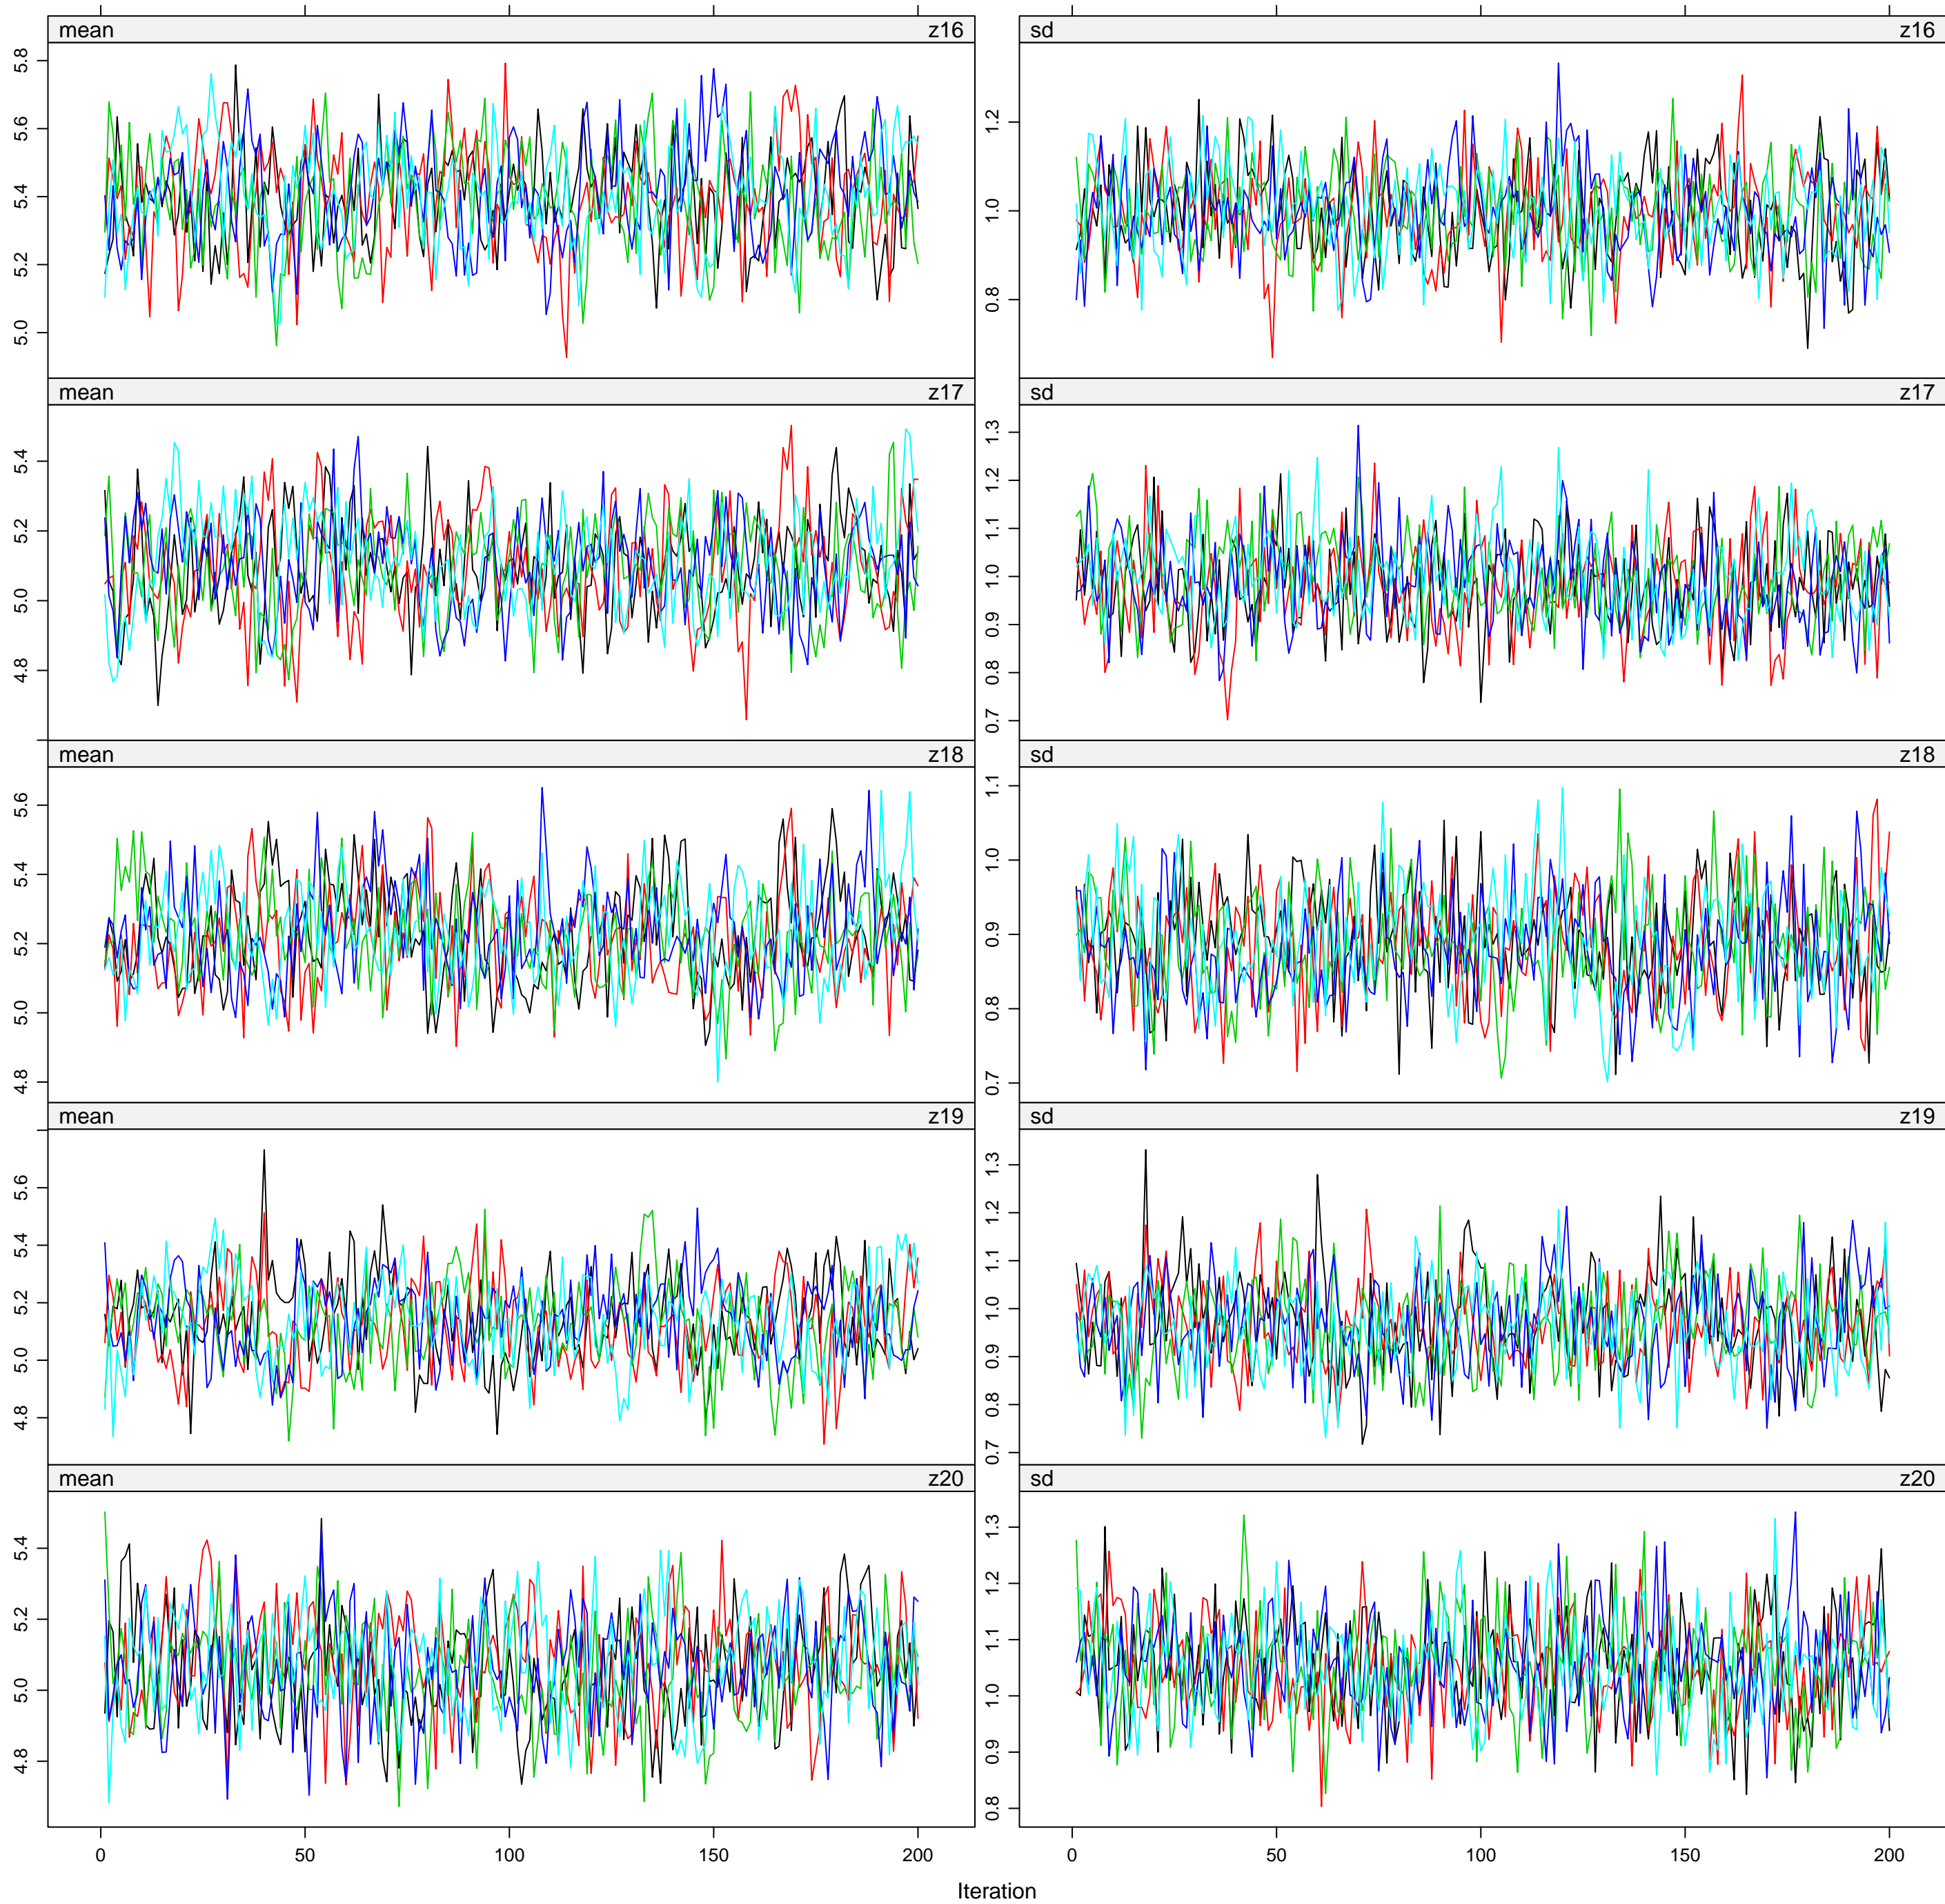 mean z16 sd z16
5.0 5.2 5.4 5.6 5.8
0.8 1.0 1.2
mean z17 sd z17
4.8 5.0 5.2 5.4
0.7 0.8 0.9 1.0 1.1 1.2 1.3
mean z18 sd z18
4.8 5.0 5.2 5.4 5.6
0.7 0.8 0.9 1.0 1.1
mean z19 sd z19
4.8 5.0 5.2 5.4 5.6
0.7 0.8 0.9 1.0 1.1 1.2 1.3
mean z20 sd z20
4.8 5.0 5.2 5.4
0.8 0.9 1.0 1.1 1.2 1.3
0 50 100 150 200 0 50 100 150 200
Iteration